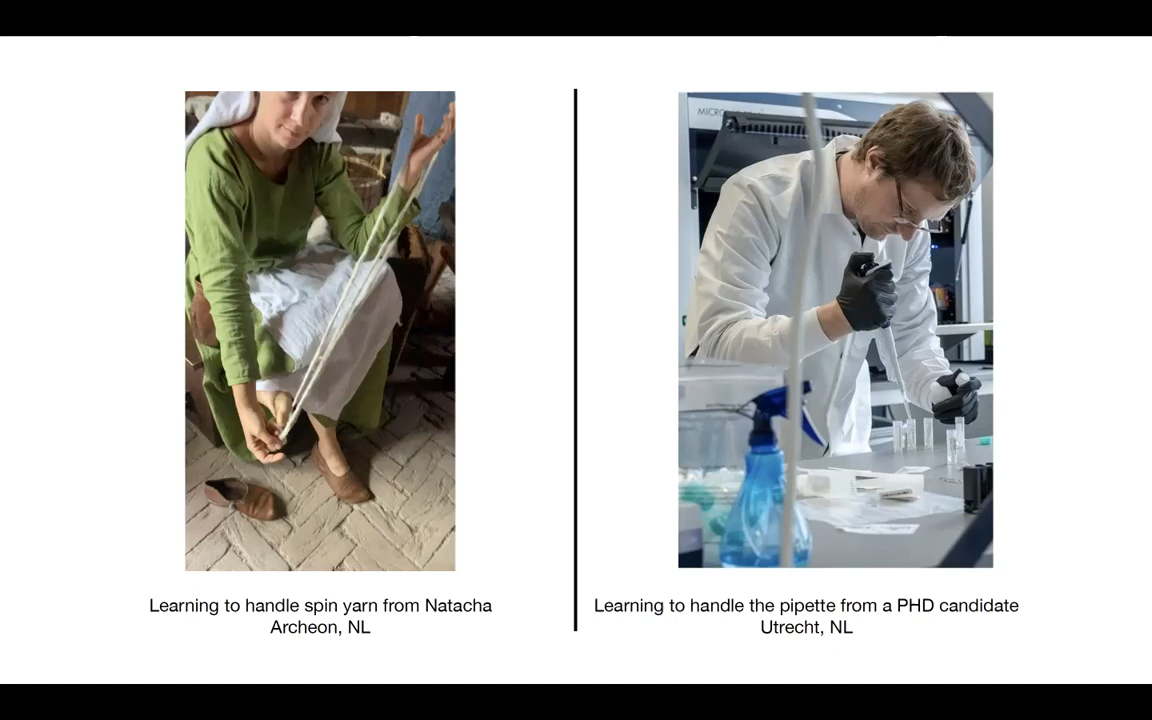 Learning to handle spin yarn from Natacha
Archeon, NL
Learning to handle the pipette from a PHD candidate
Utrecht, NL